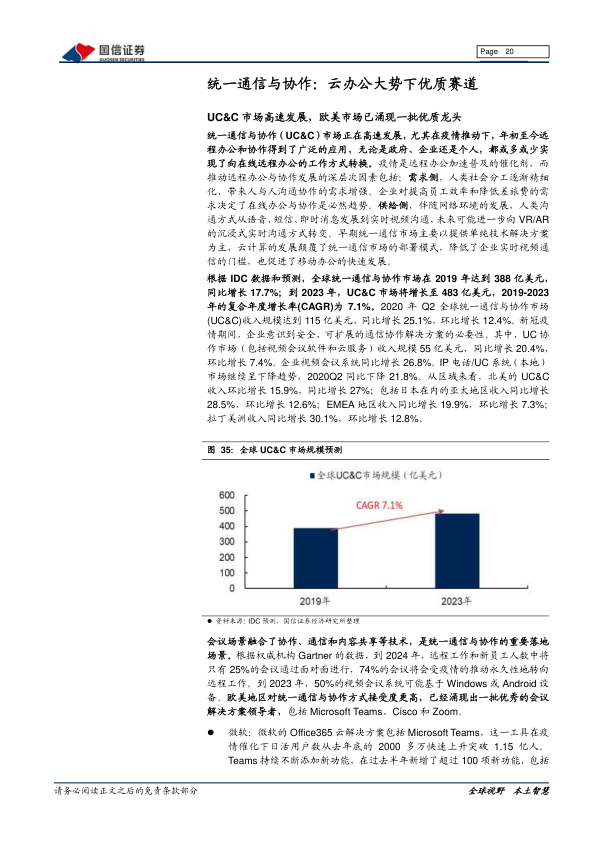 国信证券
GUOSEN SECURITIES
Page 20
统一通信与协作：云办公大势下优质赛道
UC&C 市场高速发展，欧美市场已涌现一批优质龙头
统一通信与协作（UC&C）市场正在高速发展，尤其在疫情推动下，年初至今远
程办公和协作得到了广泛的应用，无论是政府、企业还是个人，都或多或少实
现了向在线远程办公的工作方式转换。疫情是远程办公加速普及的催化剂，而
推动远程办公与协作发展的深层次因素包括：需求侧，人类社会分工逐渐精细
化，带来人与人沟通协作的需求增强。企业对提高员工效率和降低差旅费的需
求决定了在线办公与协作是必然趋势。供给侧，伴随网络环境的发展，人类沟
通方式从语音、短信、即时消息发展到实时视频沟通，未来可能进一步向 VR/AR
的沉浸式实时沟通方式转变。早期统一通信市场主要以提供单纯技术解决方案
为主，云计算的发展颠覆了统一通信市场的部署模式，降低了企业实时视频通
信的门槛，也促进了移动办公的快速发展。
根据 IDC 数据和预测，全球统一通信与协作市场在 2019 年达到 388 亿美元，
同比增长 17.7%；到 2023 年，UC&C 市场将增长至 483 亿美元，2019-2023
年的复合年度增长率(CAGR)为 7.1%。2020 年 Q2 全球统一通信与协作市场
(UC&C)收入规模达到 115 亿美元，同比增长 25.1%，环比增长 12.4%。新冠疫
情期间，企业意识到安全、可扩展的通信协作解决方案的必要性。其中，UC 协
作市场（包括视频会议软件和云服务）收入规模 55 亿美元，同比增长 20.4%，
环比增长 7.4%。企业视频会议系统同比增长 26.8%。IP 电话/UC 系统（本地）
市场继续呈下降趋势，2020Q2 同比下降 21.8%。从区域来看，北美的 UC&C
收入环比增长 15.9%，同比增长 27%；包括日本在内的亚太地区收入同比增长
28.5%，环比增长 12.6%；EMEA 地区收入同比增长 19.9%，环比增长 7.3%；
拉丁美洲收入同比增长 30.1%，环比增长 12.8%。
图 35：全球 UC&C 市场规模预测
全球UC&C市场规模（亿美元）
600
500
400
300
200
100
0
CAGR 7.1%
2019年 2023年
● 资料来源：IDC 预测，国信证券经济研究所整理
会议场景融合了协作、通信和内容共享等技术，是统一通信与协作的重要落地
场景。根据权威机构 Gartner 的数据，到 2024 年，远程工作和新员工人数中将
只有 25%的会议通过面对面进行，74%的会议将会受疫情的推动永久性地转向
远程工作。到 2023 年，50%的视频会议系统可能基于 Windows 或 Android 设
备。欧美地区对统一通信与协作方式接受度更高，已经涌现出一批优秀的会议
解决方案领导者，包括 Microsoft Teams、Cisco 和 Zoom。
● 微软：微软的 Office365 云解决方案包括 Microsoft Teams，这一工具在疫
情催化下日活用户数从去年底的 2000 多万快速上升突破 1.15 亿人。
Teams 持续不断添加新功能，在过去半年新增了超过 100 项新功能，包括
请务必阅读正文之后的免责条款部分
全球视野 本土智慧